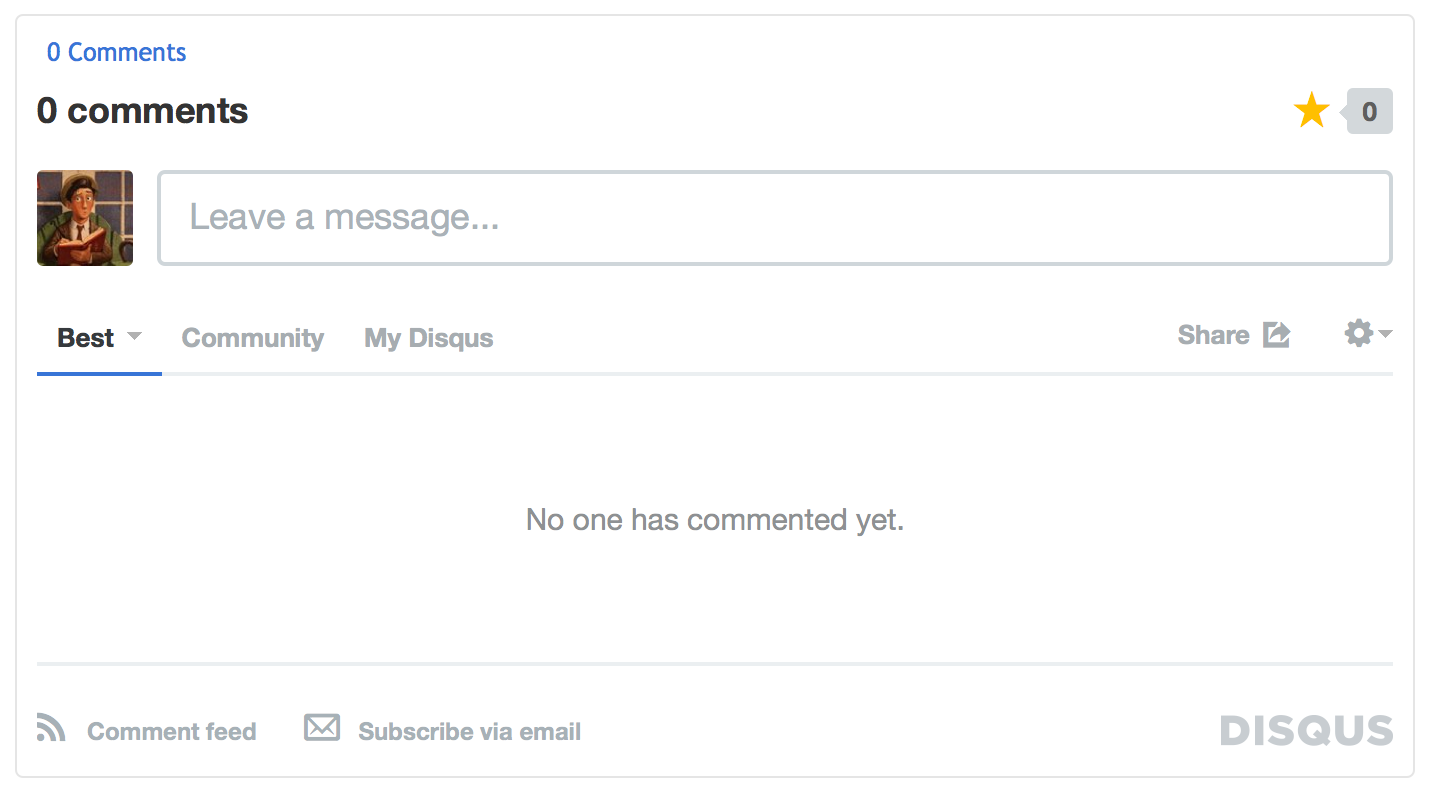 0 Comments
0 comments
0
Leave a message...
Best Community My Disqus Share
No one has commented yet.
Comment feed Subscribe via email DISQUS